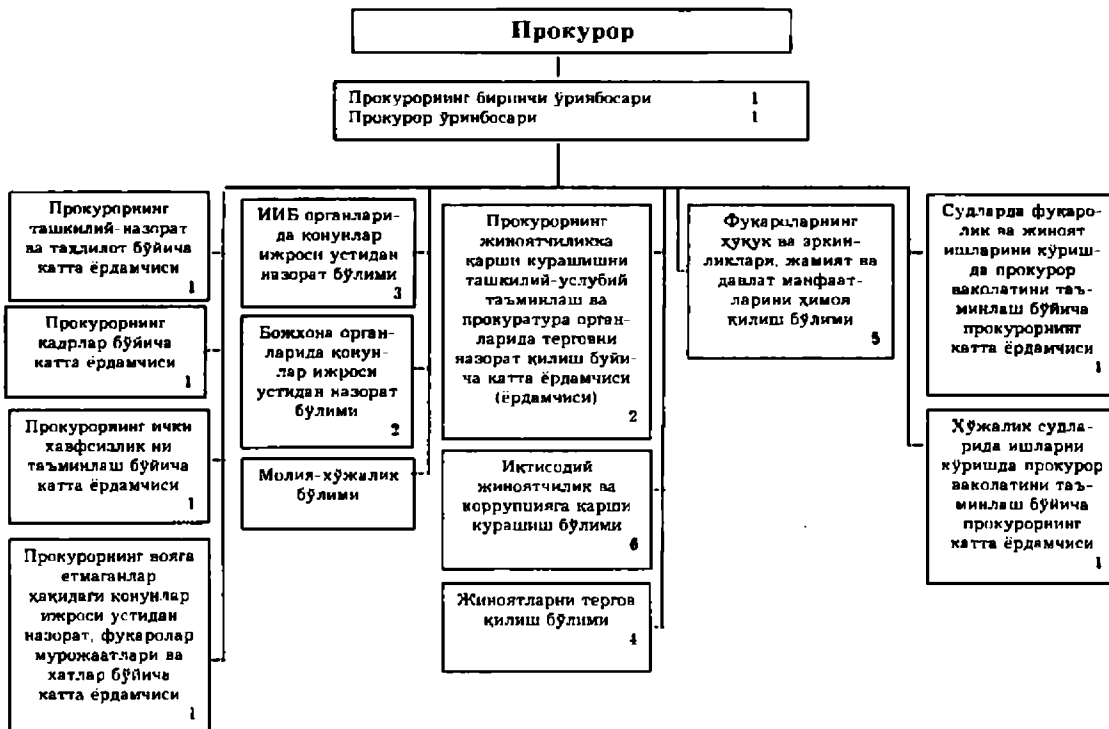 Прокурор
Прокурорнинг биринчи ўринбосари 1
Прокурор ўринбосари 1
Прокурорнинг
ташкилий-назорат
ва таҳлилот бўйича
катта ёрдамчиси
1
Прокурорнинг
кадрлар бўйича
катта ёрдамчиси
1
Прокурорнинг ички
хавфсизлик ни
таъминлаш бўйича
катта ёрдамчиси
1
Прокурорнинг вояга
етмаганлар
ҳақидаги қонунлар
ижроси устидан
назорат, фуқаролар
мурожаатлари ва
хатлар бўйича
катта ёрдамчиси
1
ИИБ органлари-
да қонунлар
ижроси устидан
назорат бўлими
3
Божхона орган-
ларида қонун-
лар ижроси
устидан назорат
бўлими
2
Молия-хўжалик
бўлими
Прокурорнинг
жиноятчиликка
қарши курашишни
ташкилий-услубий
таъминлаш ва
прокуратура орган-
ларида терговни
назорат қилиш буйи-
ча катта ёрдамчиси
(ёрдамчиси)
2
Иқтисодий
жиноятчилик ва
коррупцияга қарши
курашиш бўлими
6
Жиноятларни тергов
қилиш бўлими
4
Фуқароларнинг
ҳуқуқ ва эркин-
ликлари, жамият ва
давлат манфаат-
ларини ҳимоя
қилиш бўлими
5
Судларда фуқаро-
лик ва жиноят
ишларини кўриш-
да прокурор
ваколатини таъ-
минлаш бўйича
прокурорнинг
катта ёрдамчиси
1
Хўжалик судла-
рида ишларни
кўришда прокурор
ваколатини таъ-
минлаш бўйича
прокурорнинг
катта ёрдамчиси
1